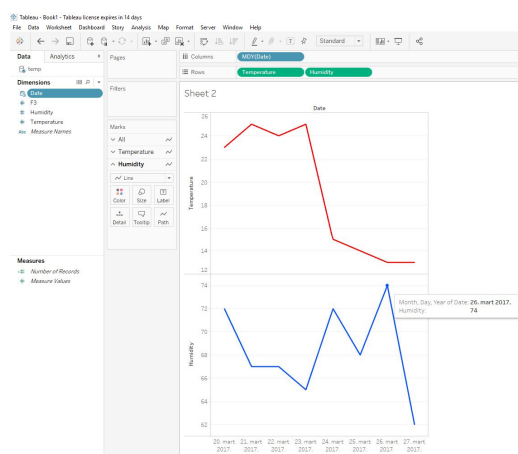 Tableau - Book1 - Tableau license expires in 14 days
File Data Worksheet Dashboard Story Analysis Map Format Server Window Help
Standard
Data Analytics
temp
Dimensions
Date
F3
Humidity
Temperature
Abc Measure Names
Measures
Number of Records
Measure Values
Pages
Filters
Marks
All
Temperature
Humidity
Line
Color Size Label
Detail Tooltip Path
Columns MDY(Date)
Rows Temperature Humidity
Sheet 2
Date
26
24
22
20
18
16
14
12
Temperature
74
72
70
68
66
64
62
Humidity
Month, Day, Year of Date: 26. mart 2017.
Humidity: 74
20. mart 21. mart 22. mart 23. mart 24. mart 25. mart 26. mart 27. mart
2017. 2017. 2017. 2017. 2017. 2017. 2017. 2017.